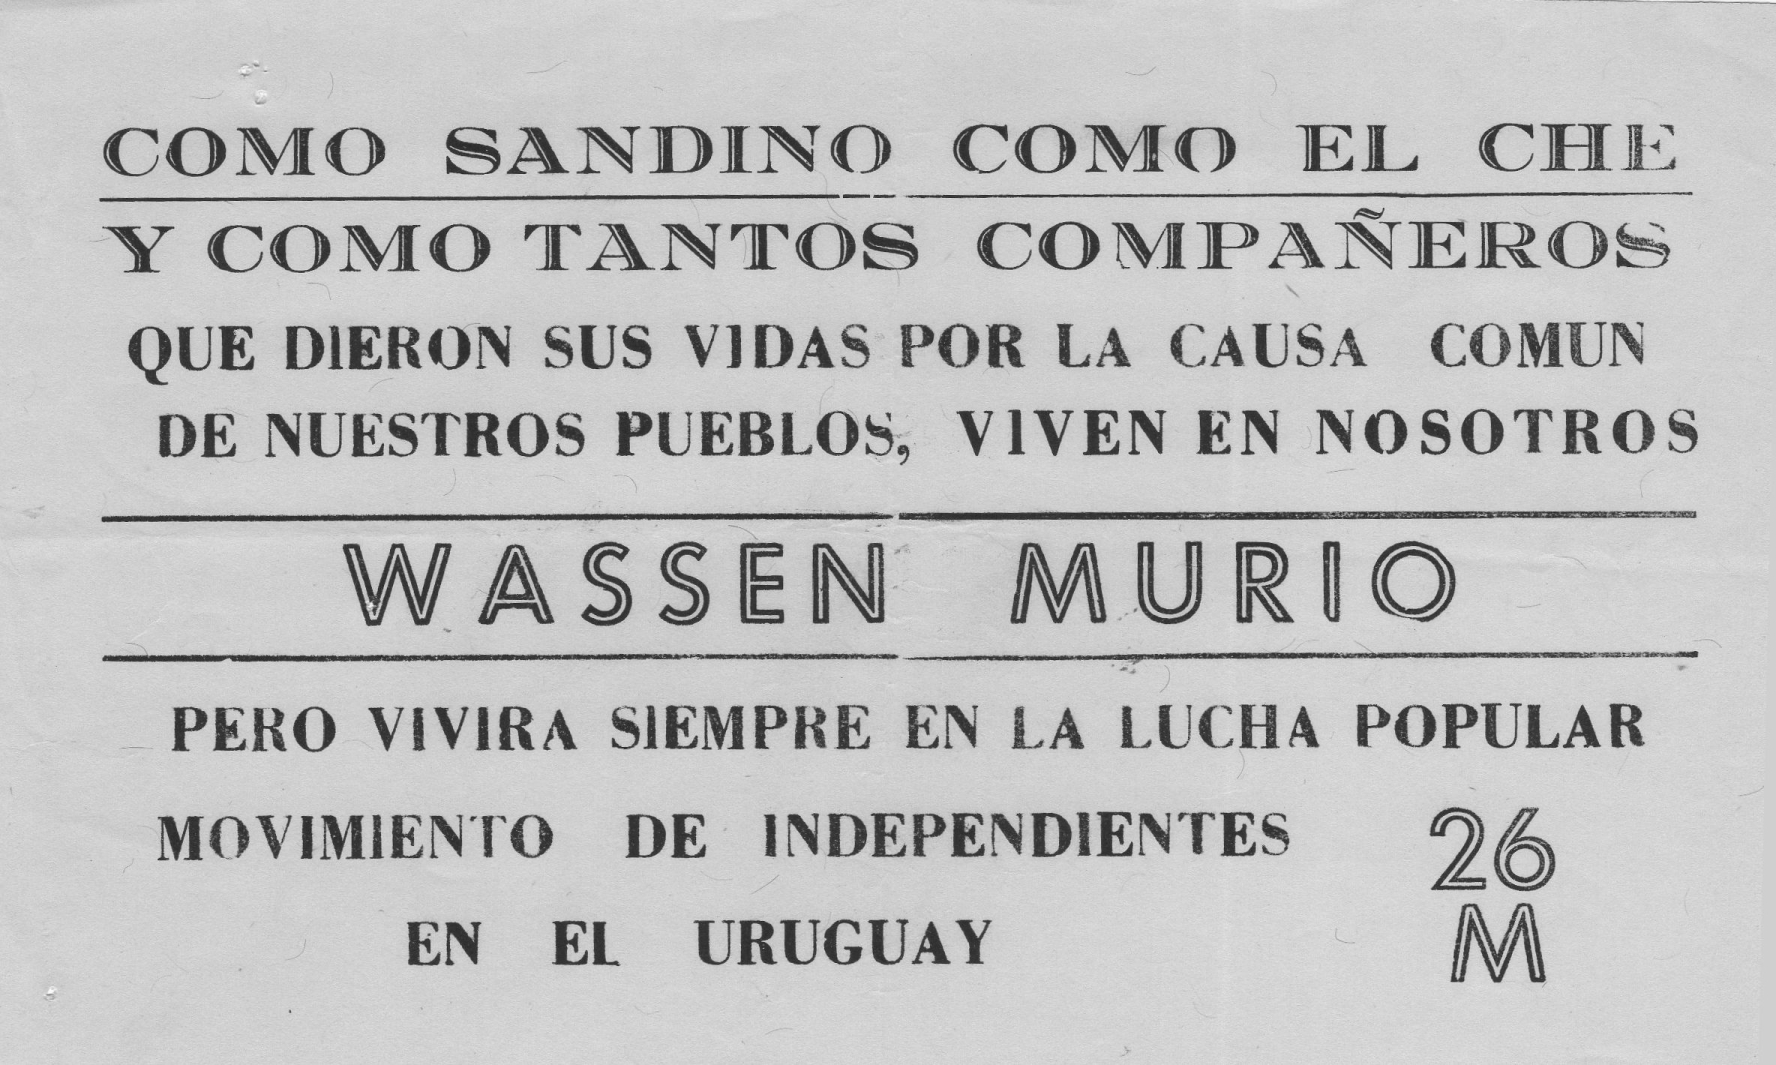 COMO SANDINO COMO EL CHE
Y COMO TANTOS COMPAÑEROS
QUE DIERON SUS VIDAS POR LA CAUSA COMUN
DE NUESTROS PUEBLOS, VIVEN EN NOSOTROS
WASSEN MURIO
PERO VIVIRA SIEMPRE EN LA LUCHA POPULAR
MOVIMIENTO DE INDEPENDIENTES 26
EN EL URUGUAY M